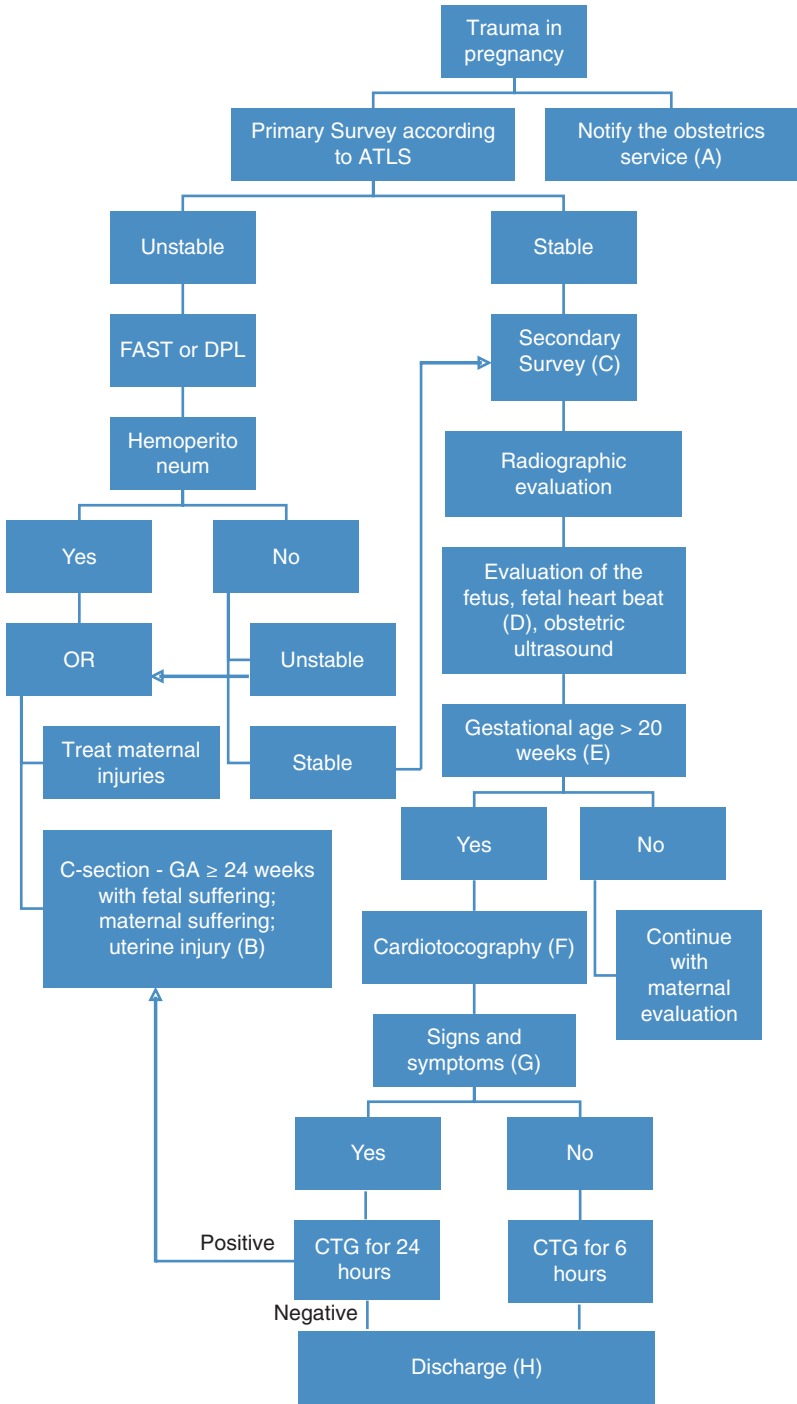 Trauma in
pregnancy
Primary Survey according
to ATLS
Notify the obstetrics
service (A)
Unstable
Stable
FAST or DPL
Secondary
Survey (C)
Hemoperito
neum
Radiographic
evaluation
Yes
No
Evaluation of the
fetus, fetal heart beat
(D), obstetric
ultrasound
OR
Unstable
Treat maternal
injuries
Stable
Gestational age > 20
weeks (E)
Yes
No
C-section - GA ≥ 24 weeks
with fetal suffering;
maternal suffering;
uterine injury (B)
Cardiotocography (F)
Continue
with
maternal
evaluation
Signs and
symptoms (G)
Yes
No
Positive
CTG for 24
hours
CTG for 6
hours
Negative
Discharge (H)